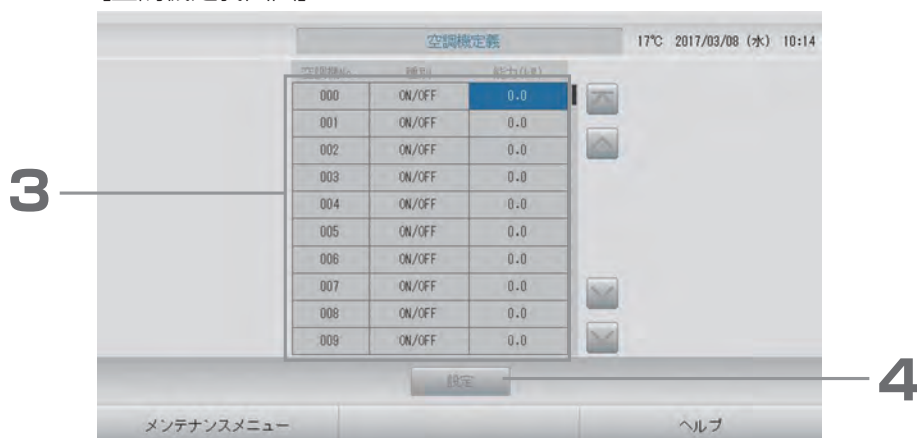 空調機定義 17℃ 2017/03/08 (水) 10:14
種別
000 ON/OFF 0.0
001 ON/OFF 0.0
002 ON/OFF 0.0
003 ON/OFF 0.0
3
004 ON/OFF 0.0
005 ON/OFF 0.0
006 ON/OFF 0.0
007 ON/OFF 0.0
008 ON/OFF 0.0
009 ON/OFF 0.0
設定
4
メンテナンスメニュー ヘルプ